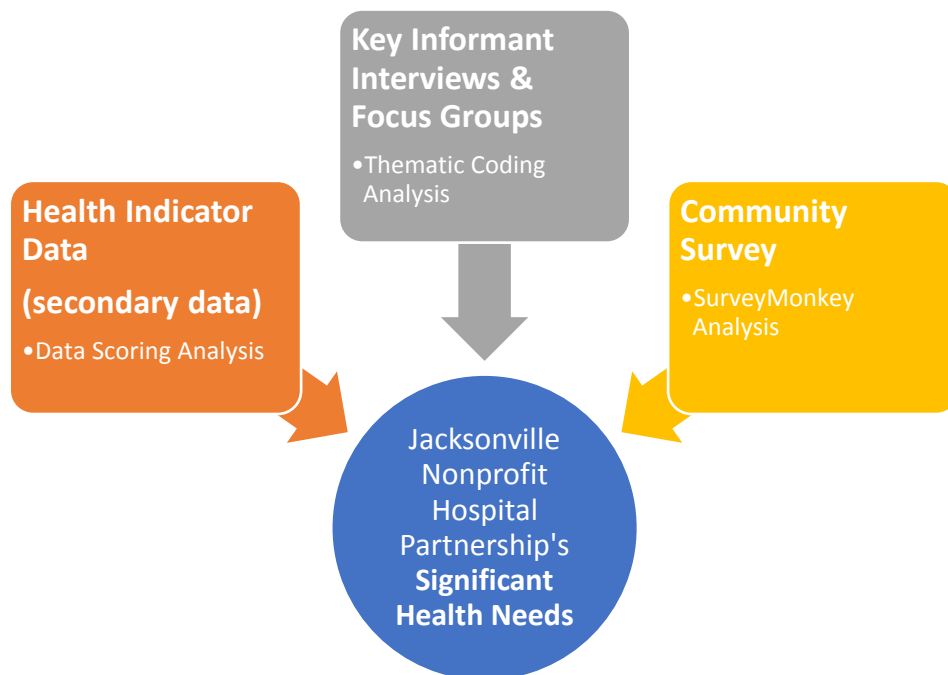 Key Informant
Interviews &
Focus Groups
•Thematic Coding
Analysis
Health Indicator
Data
(secondary data)
•Data Scoring Analysis
Community
Survey
•SurveyMonkey
Analysis
Jacksonville
Nonprofit
Hospital
Partnership's
Significant
Health Needs